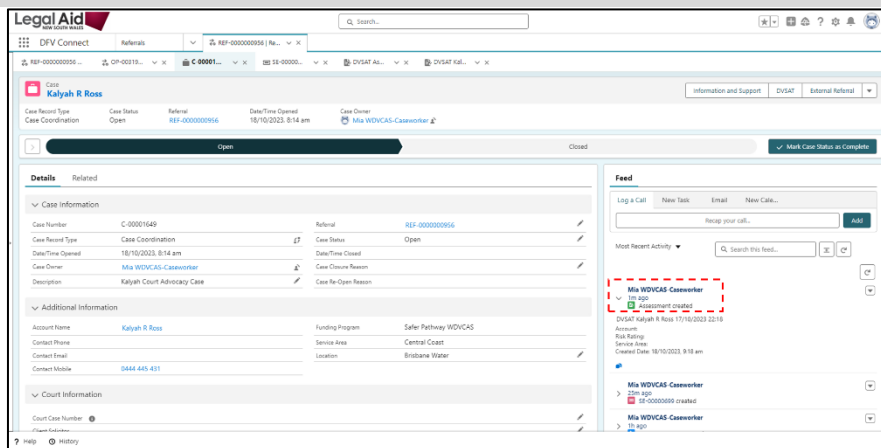 Legal Aid
NEW SOUTH WALES
Search...
DFV Connect
Referrals
REF-0000000956 | Re...
REF-0000000956 ...
OP-00319...
C-00001...
SE-00000...
DVSAT As...
DVSAT Kal...
Case
Kalyah R Ross
Information and Support
DVSAT
External Referral
Case Record Type
Case Status
Referral
Date/Time Opened
Case Owner
Case Coordination
Open
REF-0000000956
18/10/2023, 8:14 am
Mia WDVCAS-Caseworker
Open
Closed
Mark Case Status as Complete
Details
Related
Case Information
Case Number
C-00001649
Referral
REF-0000000956
Case Record Type
Case Coordination
Case Status
Open
Date/Time Opened
18/10/2023, 8:14 am
Date/Time Closed
Case Owner
Mia WDVCAS-Caseworker
Case Closure Reason
Description
Kalyah Court Advocacy Case
Case Re-Open Reason
Additional Information
Account Name
Kalyah R Ross
Funding Program
Safer Pathway WDVCAS
Contact Phone
Service Area
Central Coast
Contact Email
Location
Brisbane Water
Contact Mobile
0444 445 431
Court Information
Court Case Number
Client Solicitor
Feed
Log a Call
New Task
Email
New Cale...
Recap your call...
Add
Most Recent Activity
Search this feed...
Mia WDVCAS-Caseworker
1m ago
Assessment created
DVSAT Kalyah R Ross 17/10/2023 22:18
Account:
Risk Rating:
Service Area:
Created Date: 18/10/2023, 9:18 am
Mia WDVCAS-Caseworker
23m ago
SE-00000699 created
Mia WDVCAS-Caseworker
1h ago
Help
History